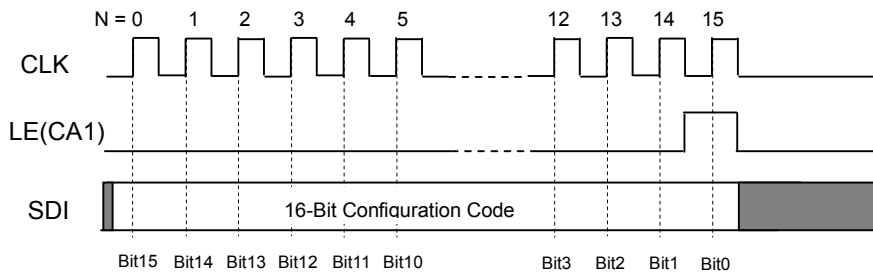 N = 0 1 2 3 4 5 12 13 14 15
CLK
LE(CA1)
SDI 16-Bit Configuration Code
Bit15 Bit14 Bit13 Bit12 Bit11 Bit10 Bit3 Bit2 Bit1 Bit0